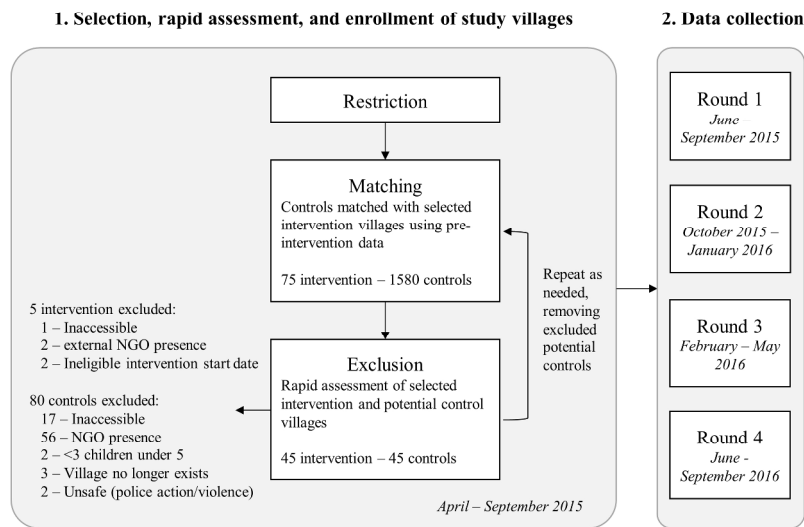 1. Selection, rapid assessment, and enrollment of study villages
Restriction
Matching
Controls matched with selected
intervention villages using pre-
intervention data
75 intervention – 1580 controls
5 intervention excluded:
1 – Inaccessible
2 – external NGO presence
2 – Ineligible intervention start date
80 controls excluded:
17 – Inaccessible
56 – NGO presence
2 – <3 children under 5
3 – Village no longer exists
2 – Unsafe (police action/violence)
Exclusion
Rapid assessment of selected
intervention and potential control
villages
45 intervention – 45 controls
Repeat as
needed,
removing
excluded
potential
controls
April – September 2015
2. Data collection
Round 1
June –
September 2015
Round 2
October 2015 –
January 2016
Round 3
February – May
2016
Round 4
June -
September 2016